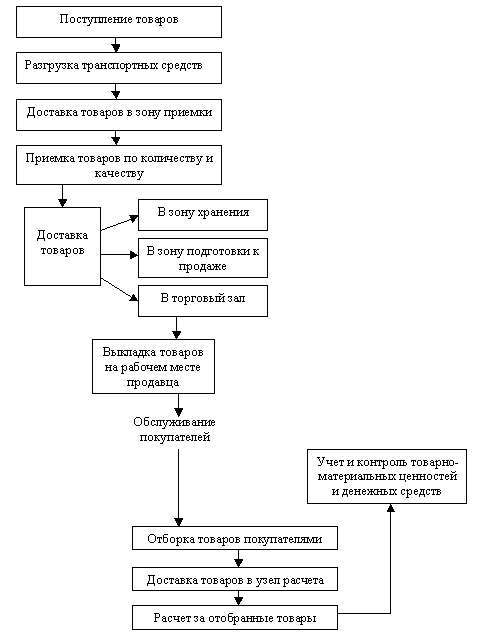 Поступление товаров
Разгрузка транспортных средств
Доставка товаров в зону приемки
Приемка товаров по количеству и
качеству
Доставка
товаров
В зону хранения
В зону подготовки к
продаже
В торговый зал
Выкладка товаров
на рабочем месте
продавца
Обслуживание
покупателей
Учет и контроль товарно-
материальных ценностей
и денежных средств
Отборка товаров покупателями
Доставка товаров в узел расчета
Расчет за отобранные товары